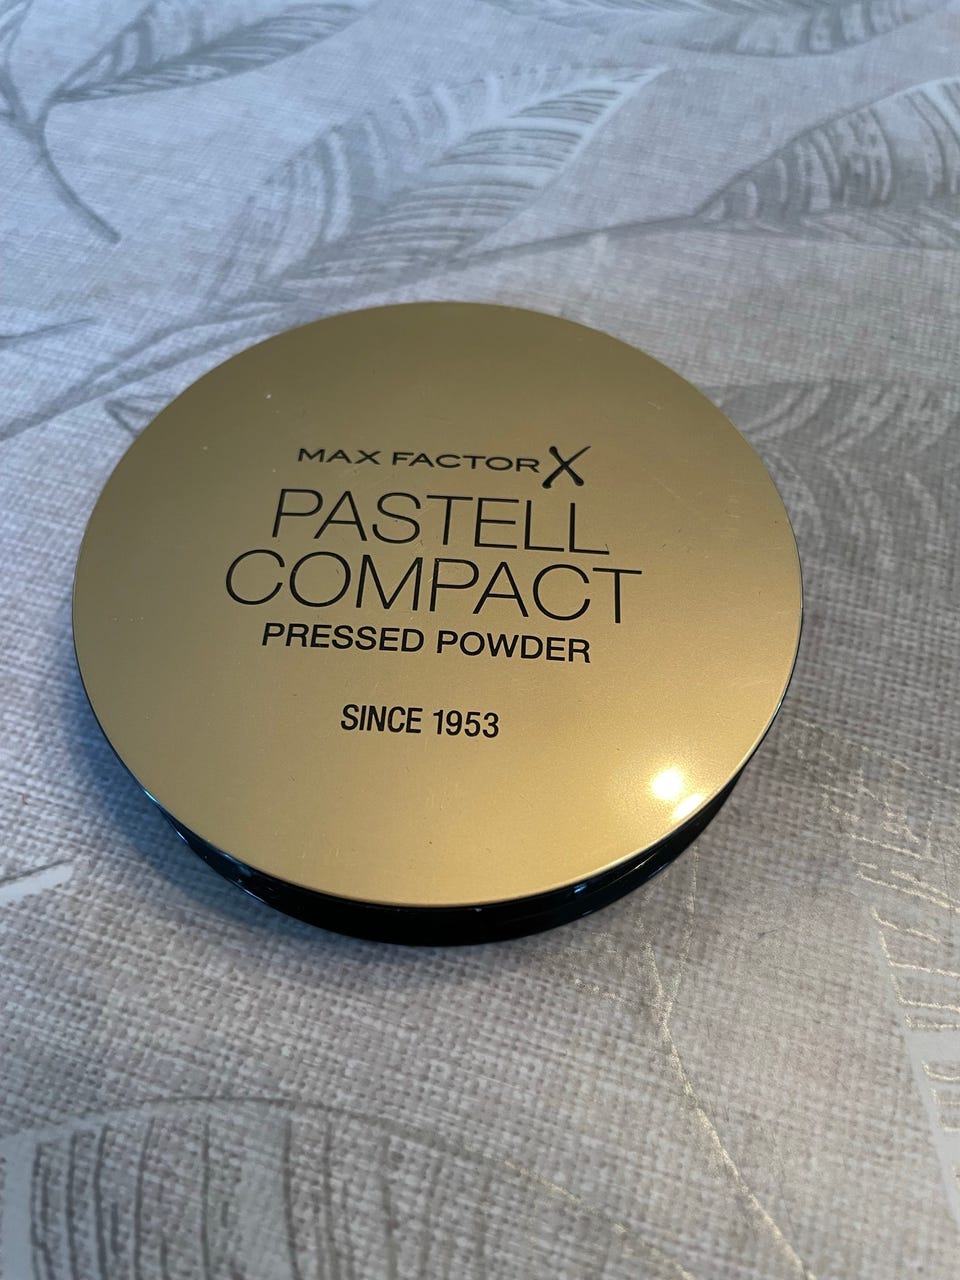 MAX FACTOR X
PASTELL
COMPACT
PRESSED POWDER
SINCE 1953